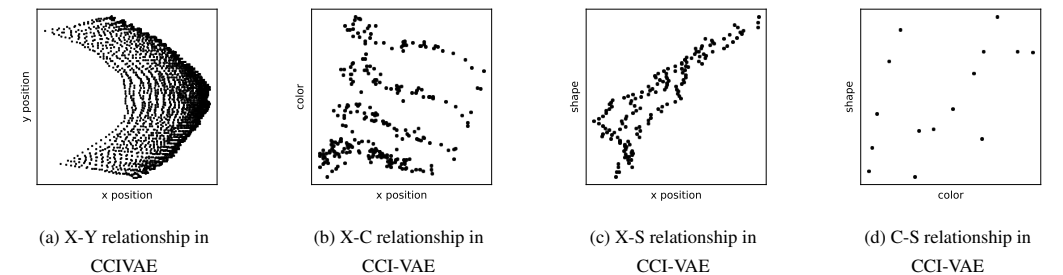 y position
x position
color
x position
shape
x position
shape
color
(a) X-Y relationship in
CCIVAE
(b) X-C relationship in
CCI-VAE
(c) X-S relationship in
CCI-VAE
(d) C-S relationship in
CCI-VAE